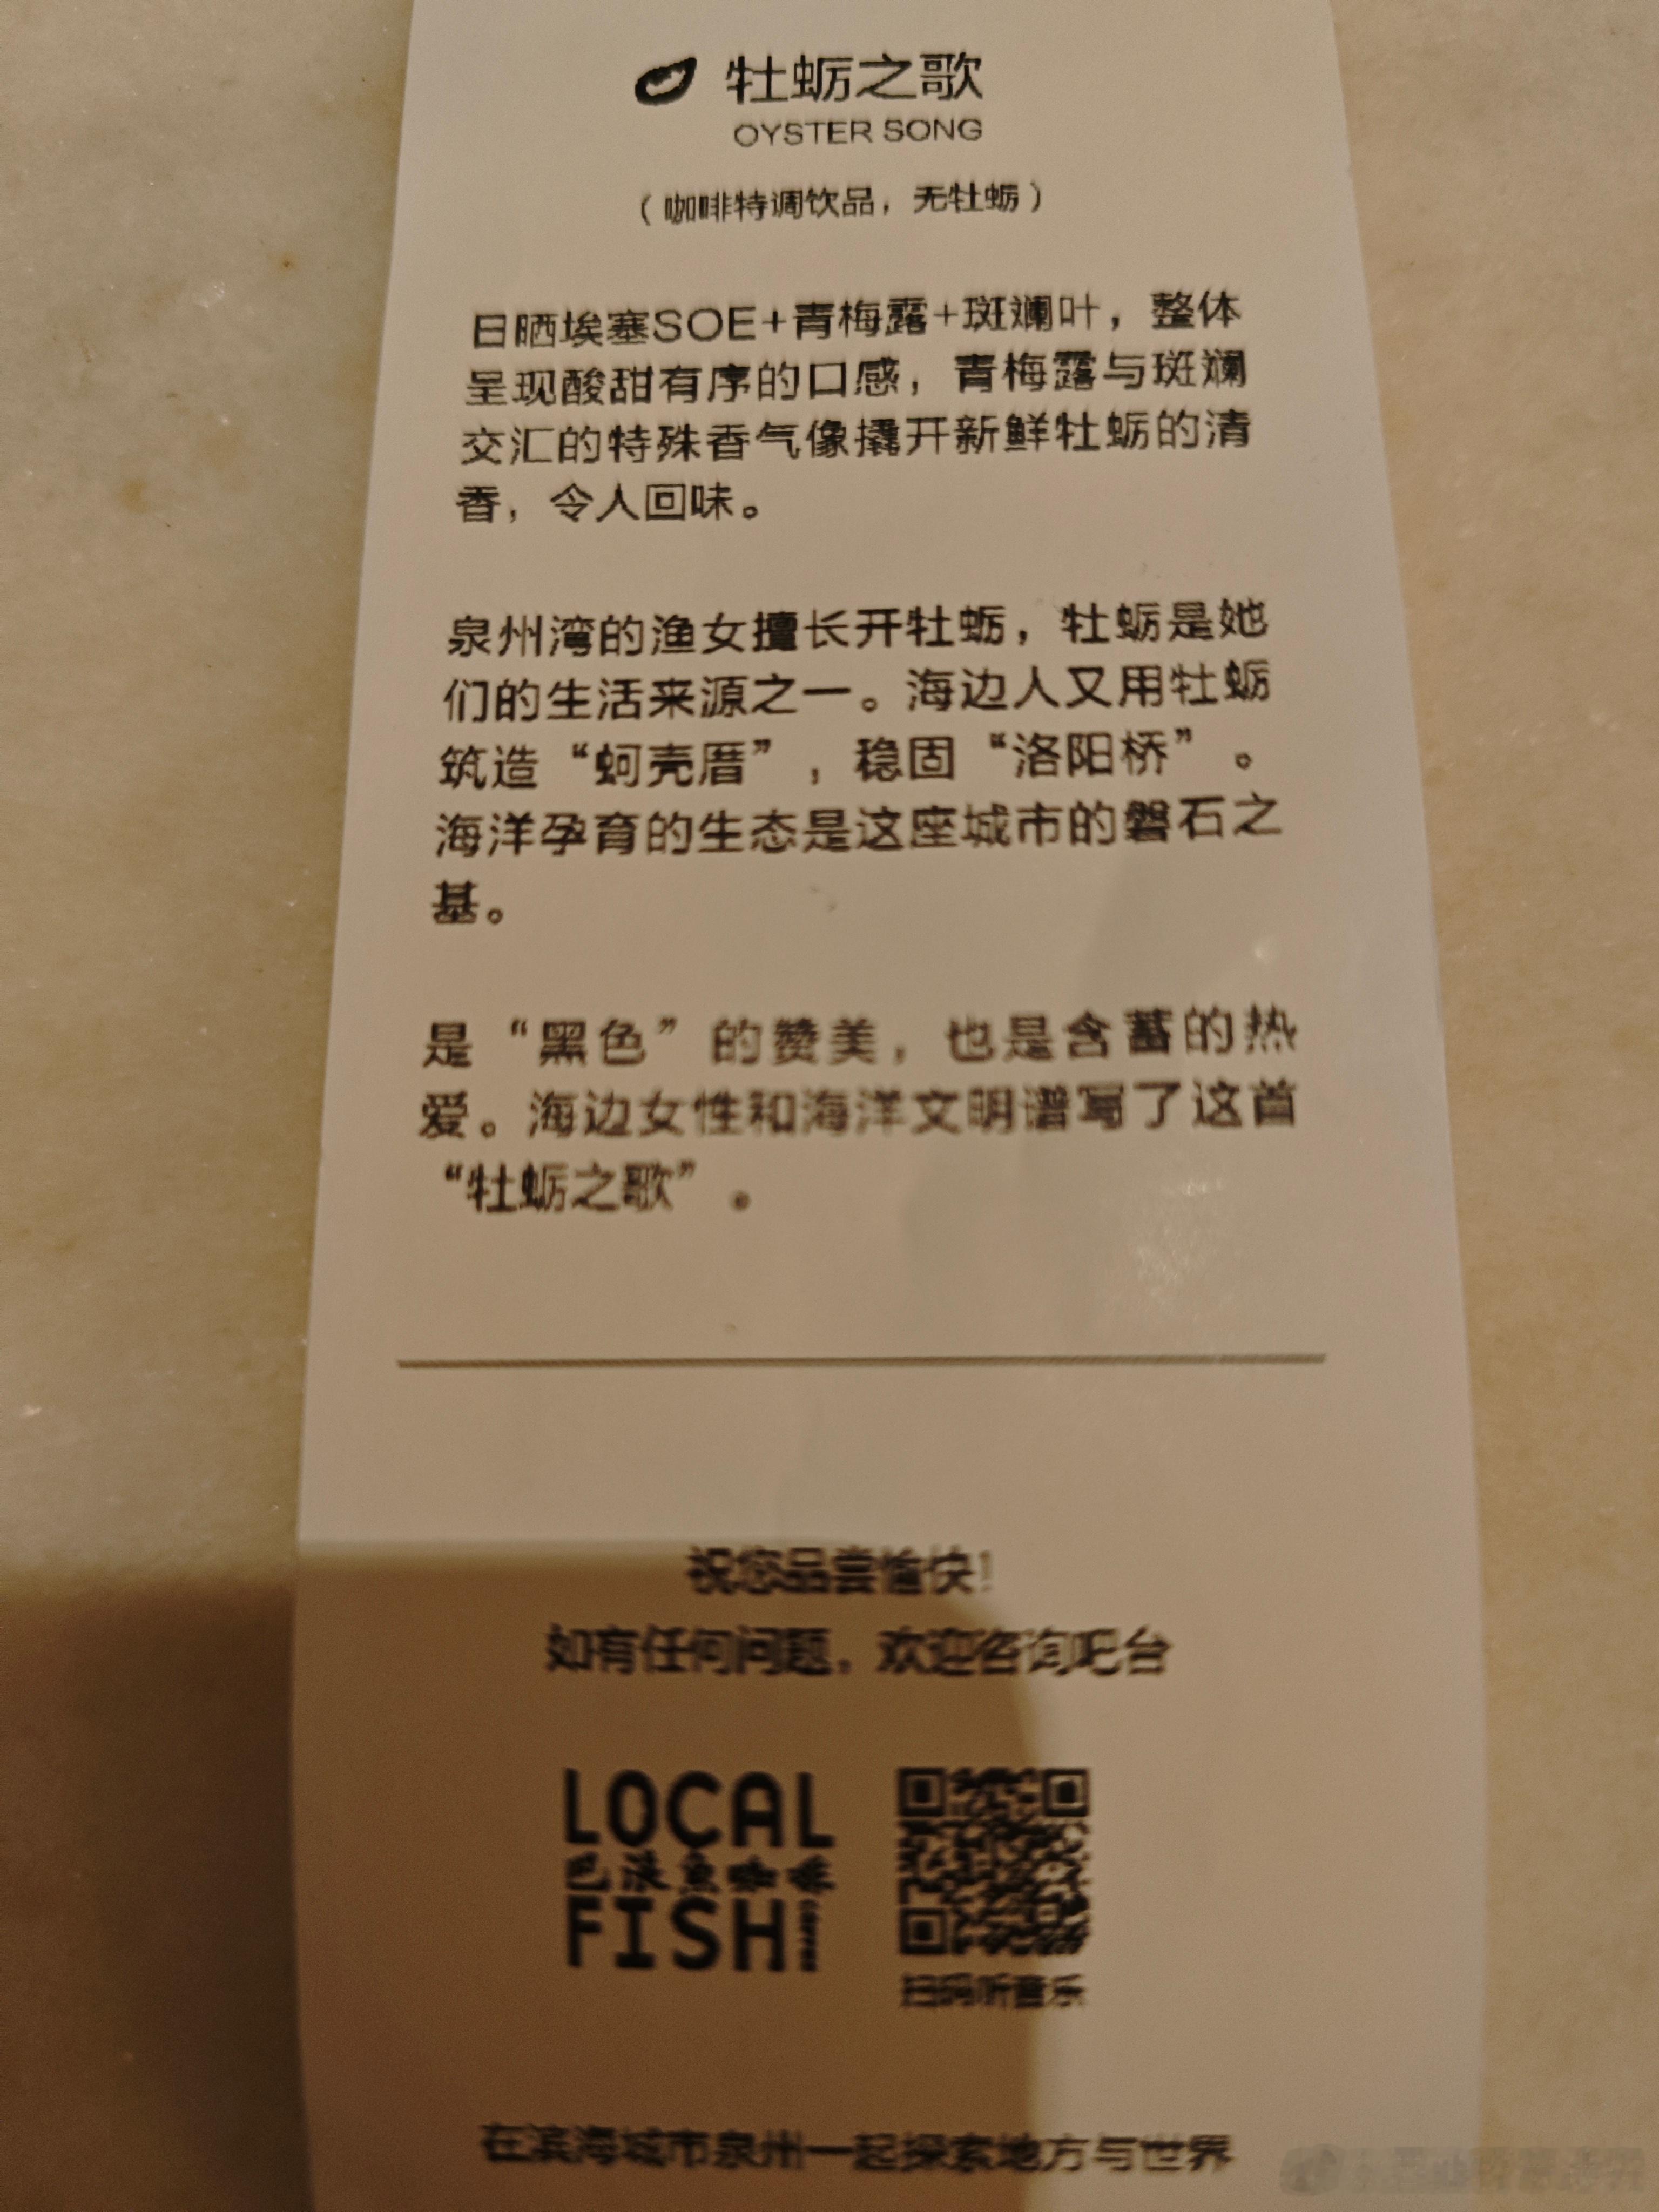 牡蛎之歌
OYSTER SONG
（咖啡特调饮品，无牡蛎）
日晒埃塞SOE+青梅露+斑斓叶，整体
呈现酸甜有序的口感，青梅露与斑斓
交汇的特殊香气像撬开新鲜牡蛎的清
香，令人回味。
泉州湾的渔女擅长开牡蛎，牡蛎是她
们的生活来源之一。海边人又用牡蛎
筑造“蚵壳厝”，稳固“洛阳桥”。
海洋孕育的生态是这座城市的磐石之
基。
是“黑色”的赞美，也是含蓄的热
爱。海边女性和海洋文明谱写了这首
“牡蛎之歌”。
祝您品尝愉快！
如有任何问题，欢迎咨询吧台
LOCAL
巴浪鱼咖啡
FISH
COFFEE
扫码听音乐
在滨海城市泉州一起探索地方与世界